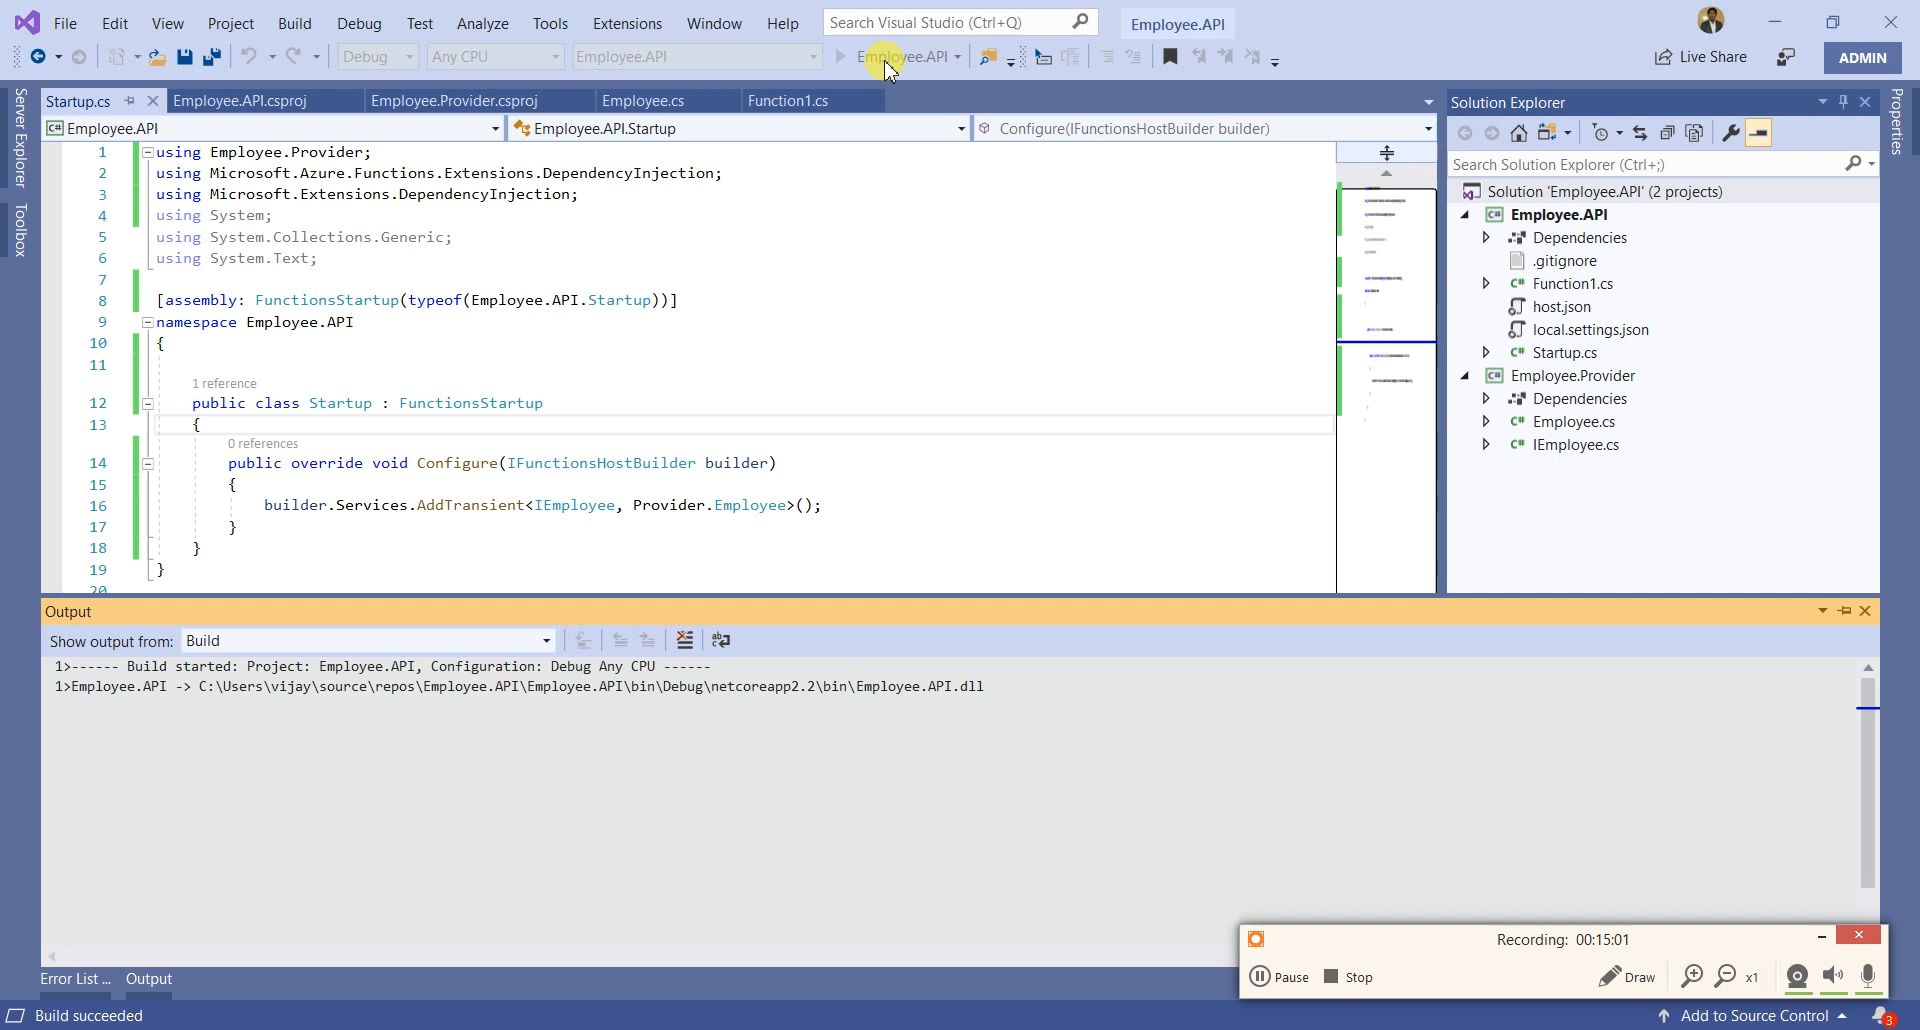 File Edit View Project Build Debug Test Analyze Tools Extensions Window Help Search Visual Studio (Ctrl+Q) Employee.API
Debug Any CPU Employee.API Employee.API Live Share ADMIN
Server Explorer
Toolbox
Startup.cs Employee.API.csproj Employee.Provider.csproj Employee.cs Function1.cs
Employee.API Employee.API.Startup Configure(IFunctionsHostBuilder builder)
1 using Employee.Provider;
2 using Microsoft.Azure.Functions.Extensions.DependencyInjection;
3 using Microsoft.Extensions.DependencyInjection;
4 using System;
5 using System.Collections.Generic;
6 using System.Text;
7
8 [assembly: FunctionsStartup(typeof(Employee.API.Startup))]
9 namespace Employee.API
10 {
11
1 reference
12 public class Startup : FunctionsStartup
13 {
0 references
14 public override void Configure(IFunctionsHostBuilder builder)
15 {
16 builder.Services.AddTransient<IEmployee, Provider.Employee>();
17 }
18 }
19 }
20
Solution Explorer
Search Solution Explorer (Ctrl+;)
Solution 'Employee.API' (2 projects)
Employee.API
Dependencies
.gitignore
Function1.cs
host.json
local.settings.json
Startup.cs
Employee.Provider
Dependencies
Employee.cs
IEmployee.cs
Properties
Output
Show output from: Build
1>------ Build started: Project: Employee.API, Configuration: Debug Any CPU ------
1>Employee.API -> C:\Users\vijay\source\repos\Employee.API\Employee.API\bin\Debug\netcoreapp2.2\bin\Employee.API.dll
Recording: 00:15:01
Pause Stop Draw x1
Error List ... Output
Build succeeded Add to Source Control 3